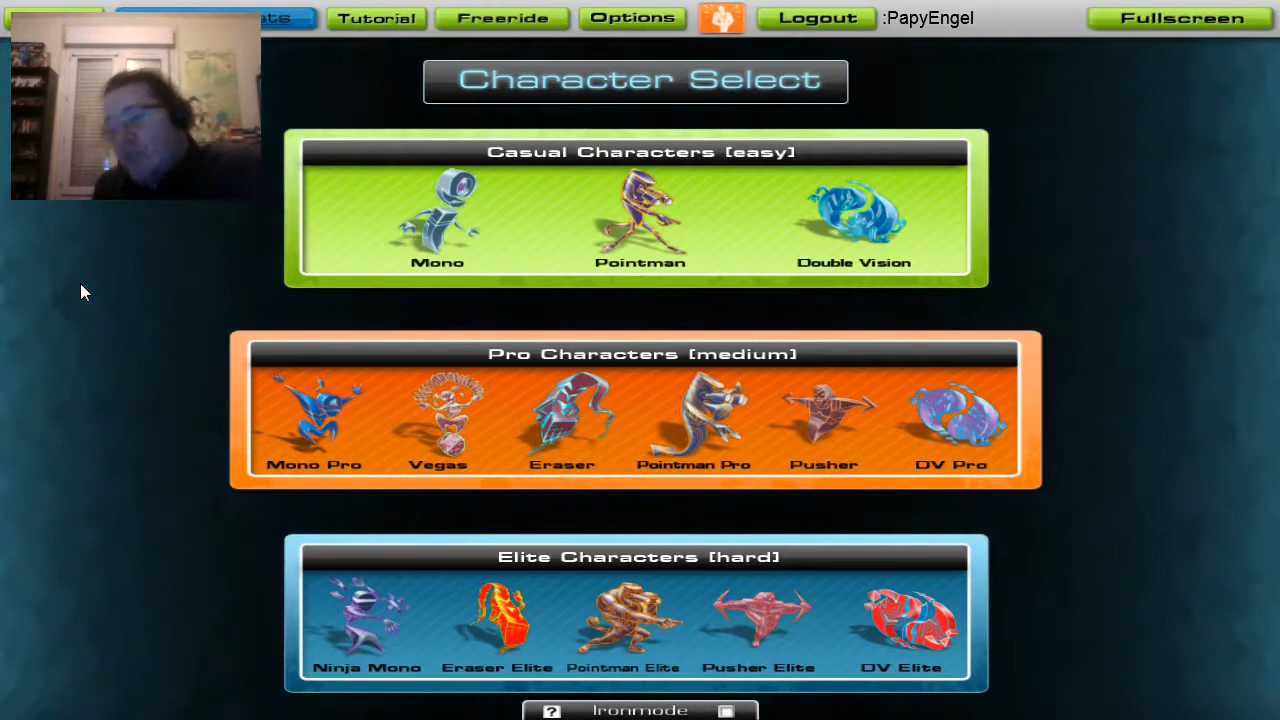 ats Tutorial Freeride Options Logout :PapyEngel Fullscreen
Character Select
Casual Characters [easy]
Mono Pointman Double Vision
Pro Characters [medium]
Mono Pro Vegas Eraser Pointman Pro Pusher DV Pro
Elite Characters [hard]
Ninja Mono Eraser Elite Pointman Elite Pusher Elite DV Elite
? Ironmode